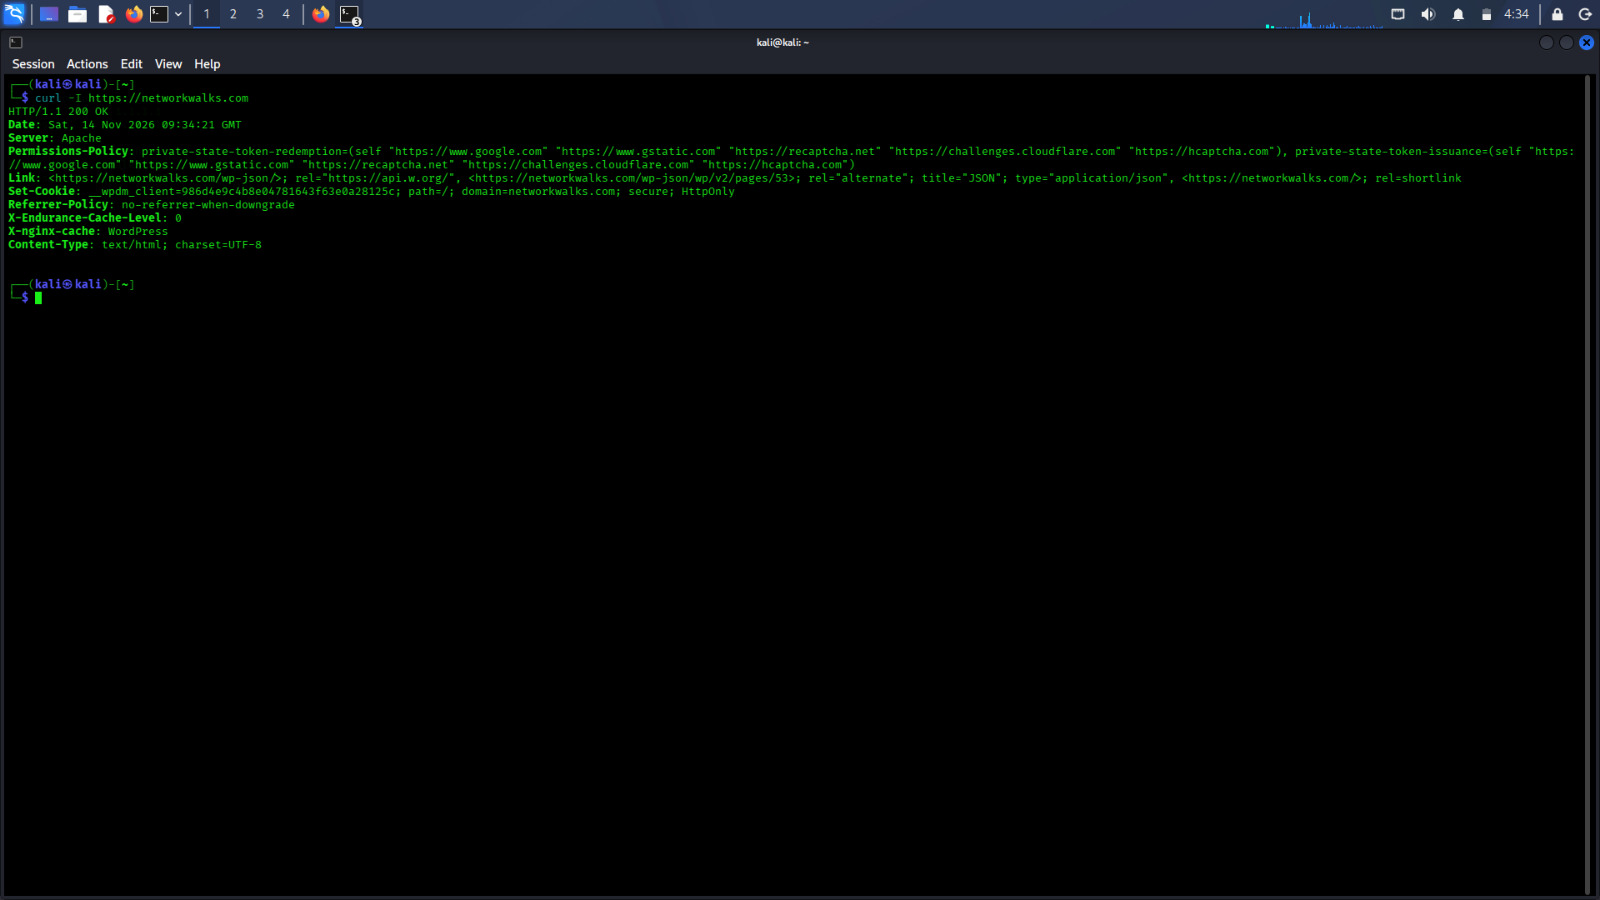 1 2 3 4 3 4:34
kali@kali: ~
Session Actions Edit View Help
┌──(kali㉿kali)-[~]
└─$ curl -I https://networkwalks.com
HTTP/1.1 200 OK
Date: Sat, 14 Nov 2026 09:34:21 GMT
Server: Apache
Permissions-Policy: private-state-token-redemption=(self "https://www.google.com" "https://www.gstatic.com" "https://recaptcha.net" "https://challenges.cloudflare.com" "https://hcaptcha.com"), private-state-token-issuance=(self "https:
//www.google.com" "https://www.gstatic.com" "https://recaptcha.net" "https://challenges.cloudflare.com" "https://hcaptcha.com")
Link: <https://networkwalks.com/wp-json/>; rel="https://api.w.org/", <https://networkwalks.com/wp-json/wp/v2/pages/53>; rel="alternate"; title="JSON"; type="application/json", <https://networkwalks.com/>; rel=shortlink
Set-Cookie: __wpdm_client=986d4e9c4b8e04781643f63e0a28125c; path=/; domain=networkwalks.com; secure; HttpOnly
Referrer-Policy: no-referrer-when-downgrade
X-Endurance-Cache-Level: 0
X-nginx-cache: WordPress
Content-Type: text/html; charset=UTF-8
┌──(kali㉿kali)-[~]
└─$